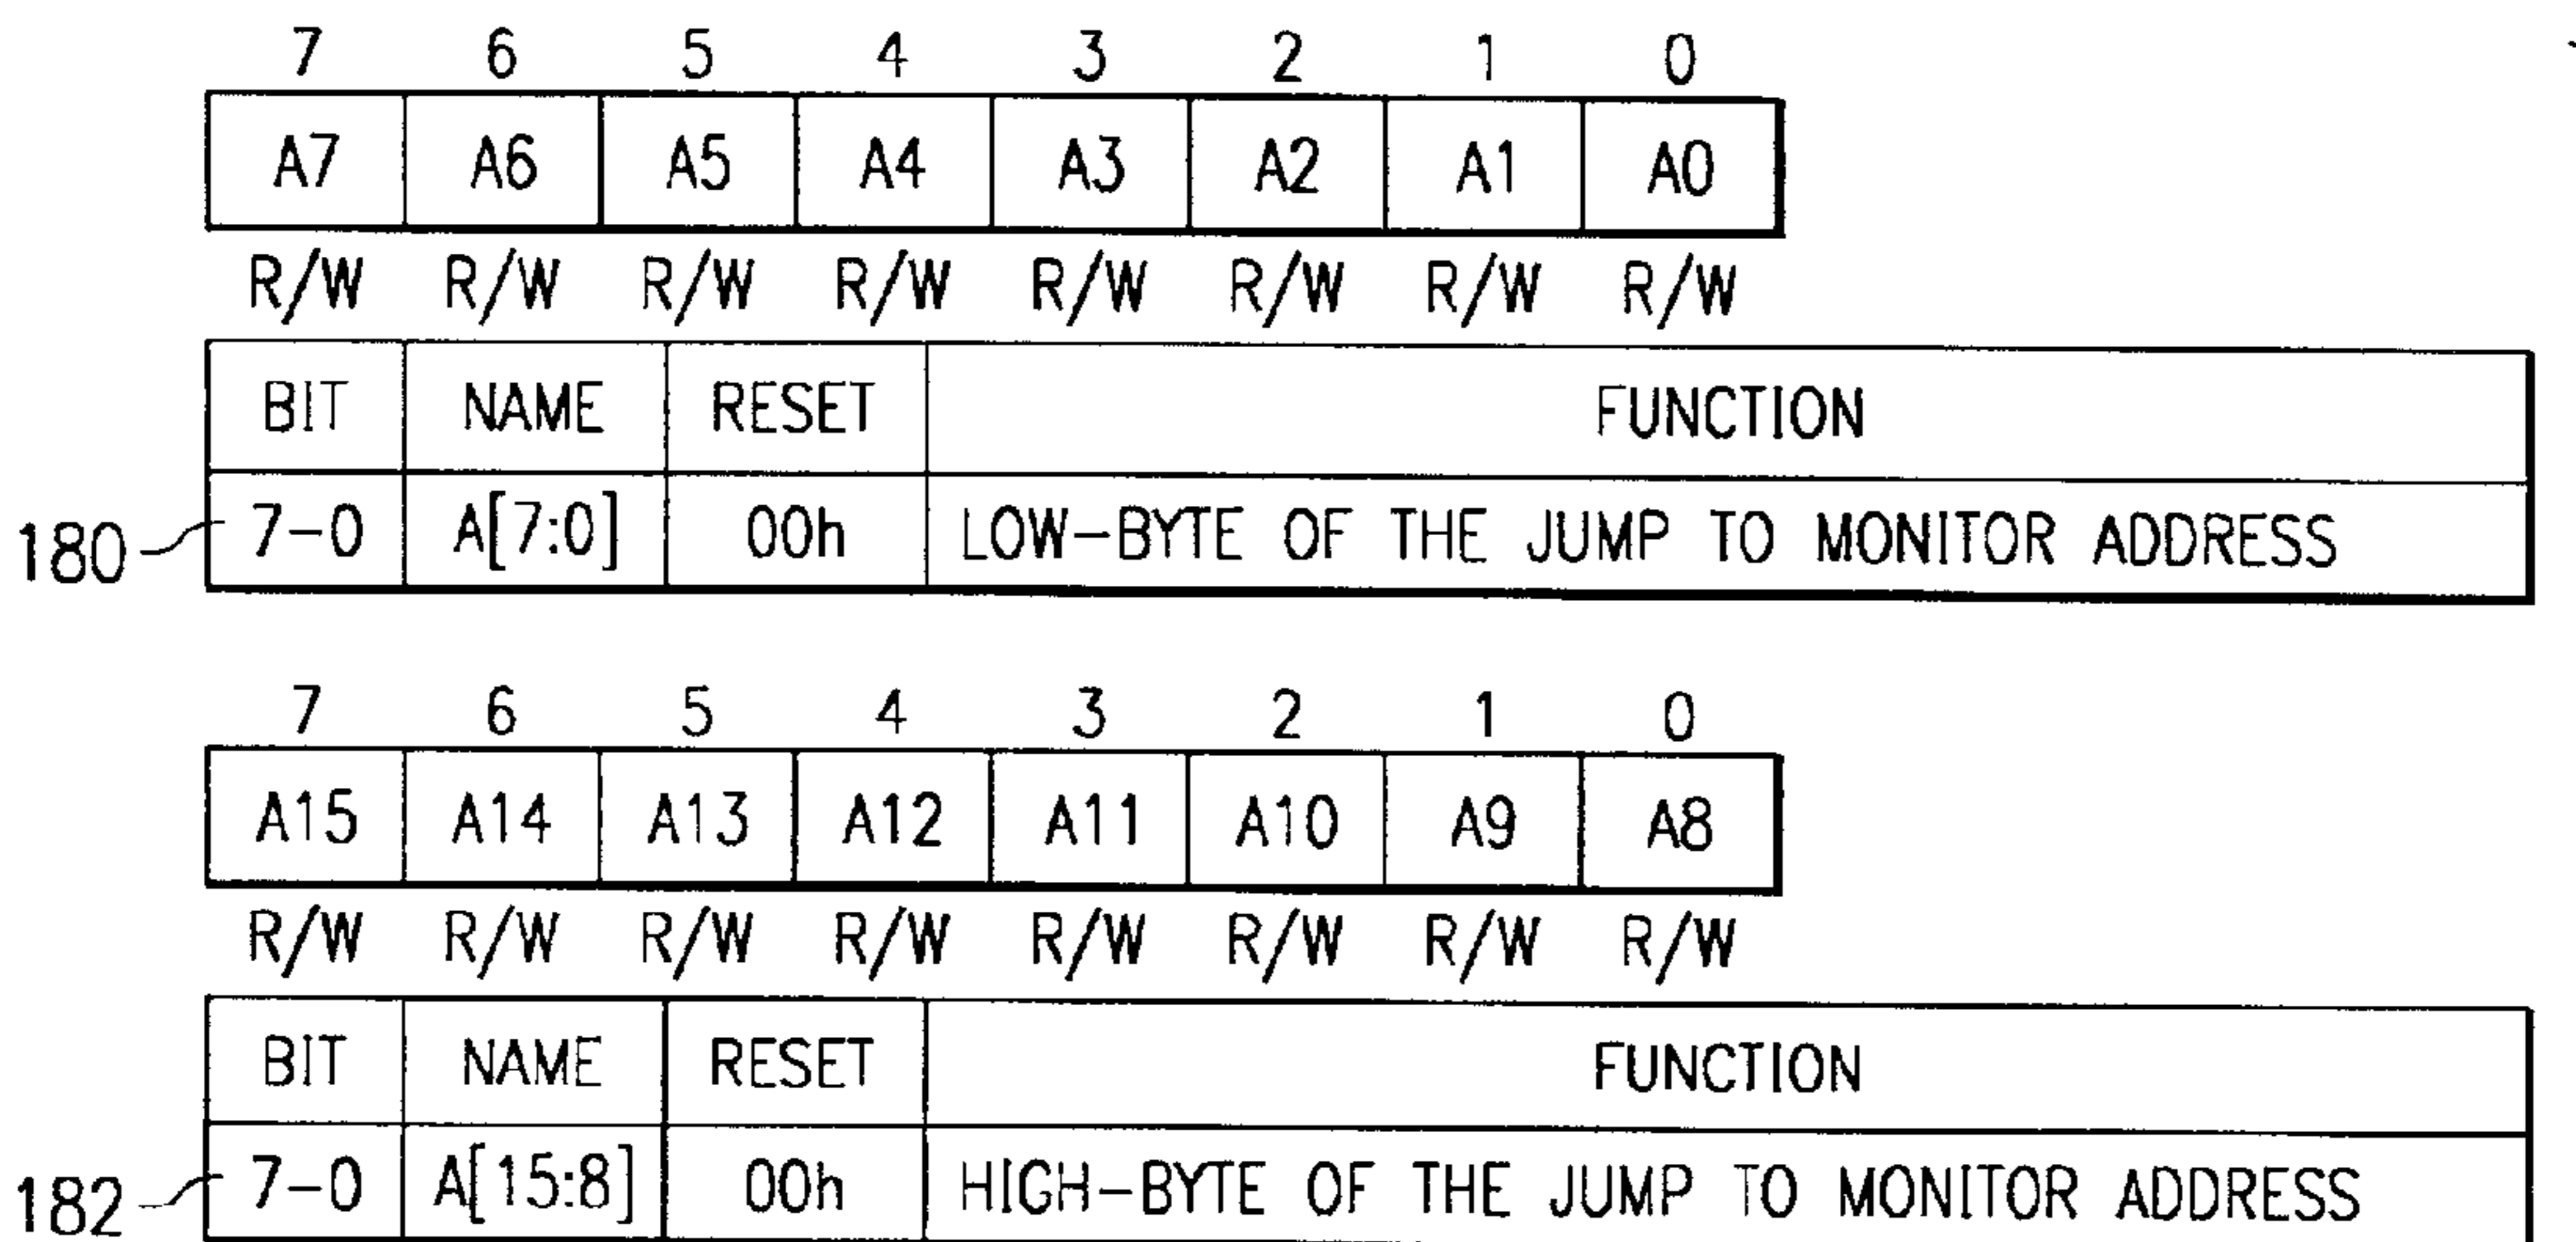 7 6 5 4 3 2 1 0
A7 A6 A5 A4 A3 A2 A1 A0
R/W R/W R/W R/W R/W R/W R/W R/W
BIT NAME RESET FUNCTION
180 7-0 A[7:0] 00h LOW-BYTE OF THE JUMP TO MONITOR ADDRESS
7 6 5 4 3 2 1 0
A15 A14 A13 A12 A11 A10 A9 A8
R/W R/W R/W R/W R/W R/W R/W R/W
BIT NAME RESET FUNCTION
182 7-0 A[15:8] 00h HIGH-BYTE OF THE JUMP TO MONITOR ADDRESS